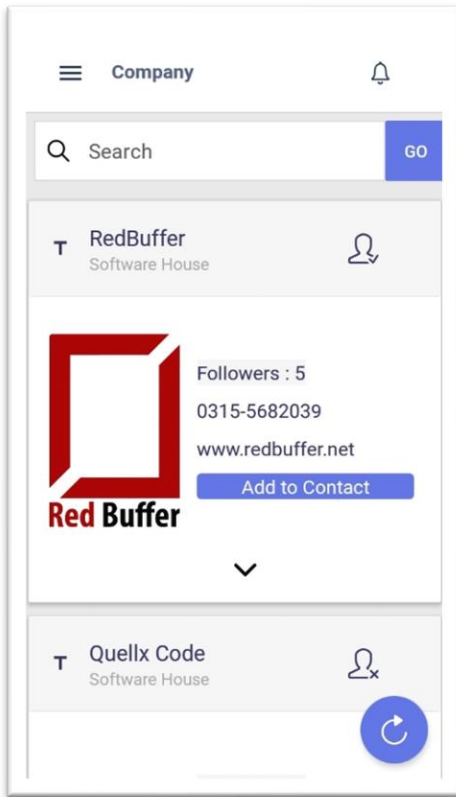 Company
Search
GO
T
RedBuffer
Software House
Followers : 5
0315-5682039
www.redbuffer.net
Add to Contact
Red Buffer
T
Quellx Code
Software House